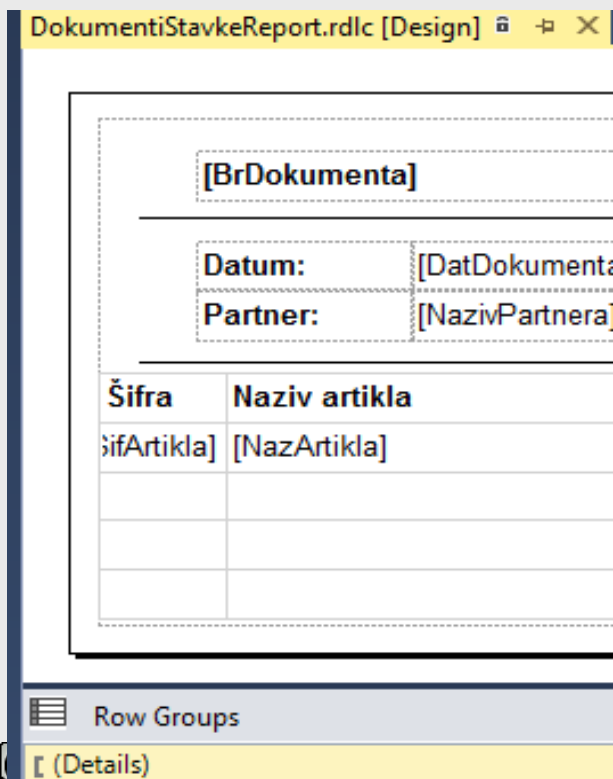 DokumentiStavkeReport.rdlc [Design]
[BrDokumenta]
Datum: [DatDokumenta
Partner: [NazivPartnera]
Šifra Naziv artikla
ifArtikla] [NazArtikla]
Row Groups
(Details)